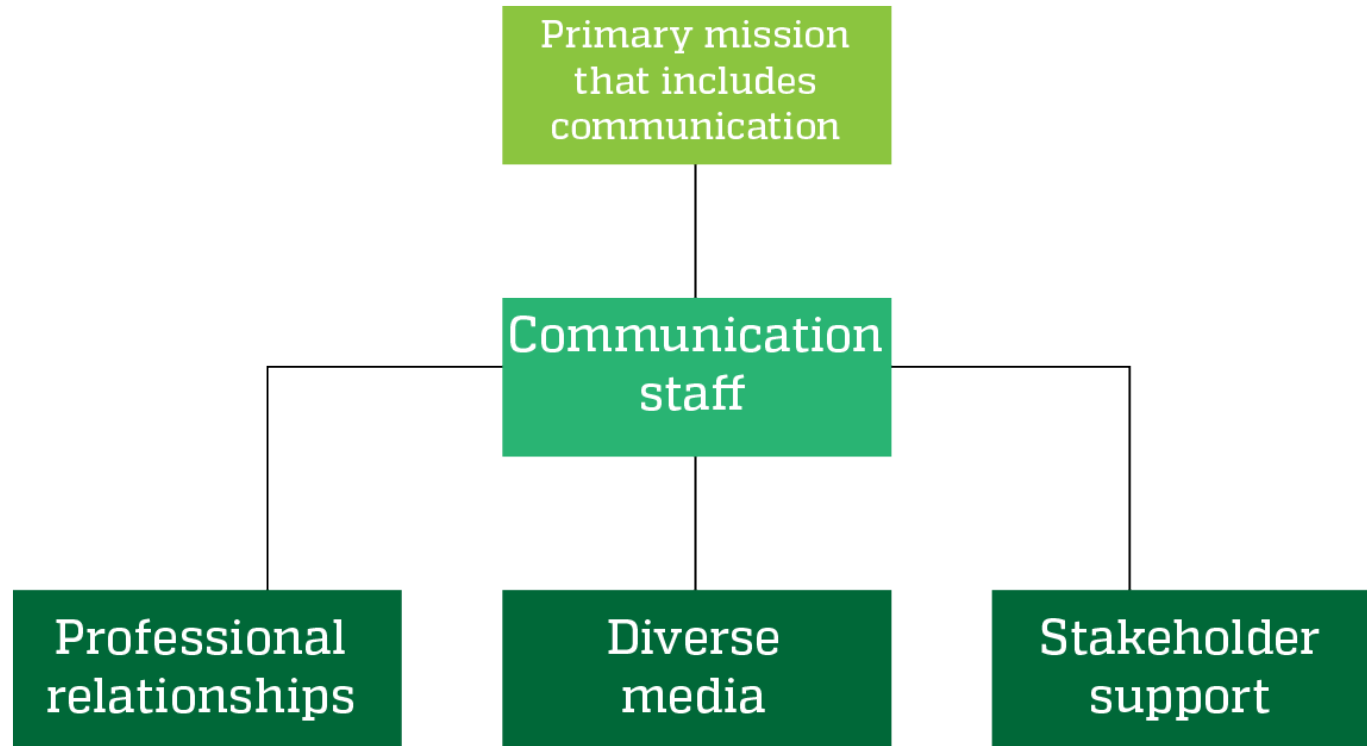 Primary mission
that includes
communication
Communication
staff
Professional
relationships
Diverse
media
Stakeholder
support